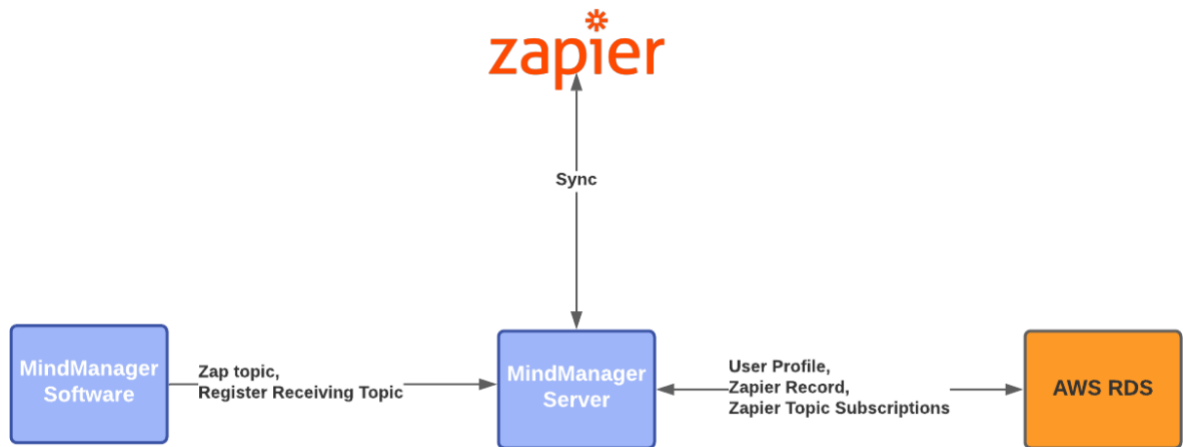 zapier
Sync
MindManager
Software
Zap topic,
Register Receiving Topic
MindManager
Server
User Profile,
Zapier Record,
Zapier Topic Subscriptions
AWS RDS